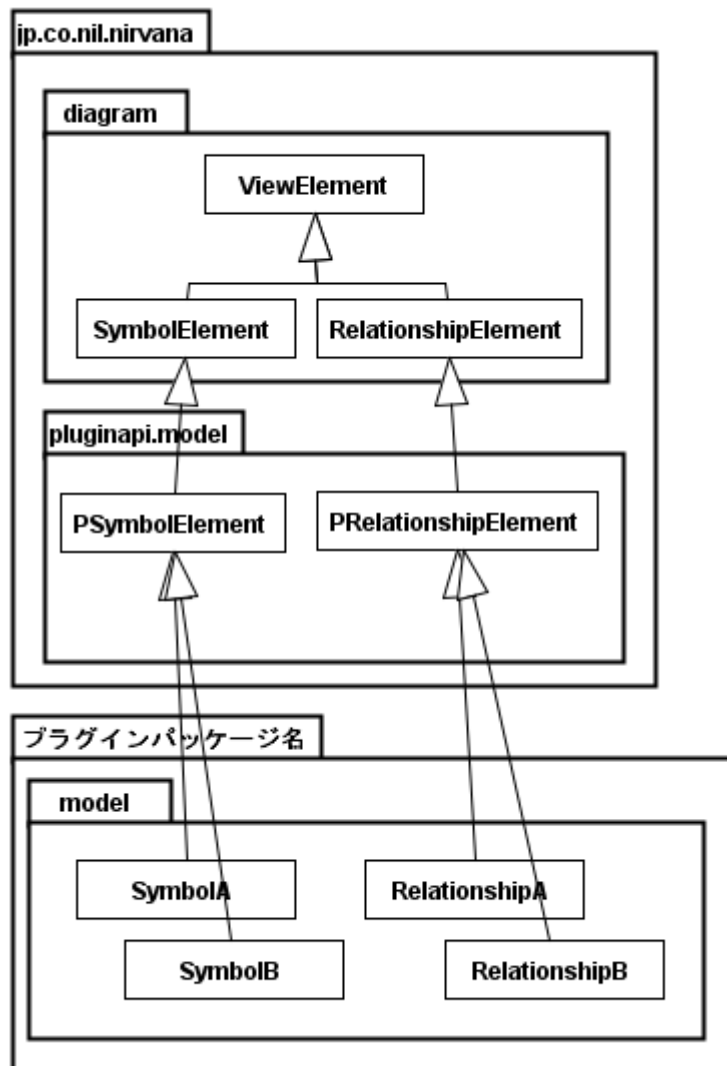 jp.co.nil.nirvana
diagram
ViewElement
SymbolElement
RelationshipElement
pluginapi.model
PSymbolElement
PRelationshipElement
プラグインパッケージ名
model
SymbolA
RelationshipA
SymbolB
RelationshipB